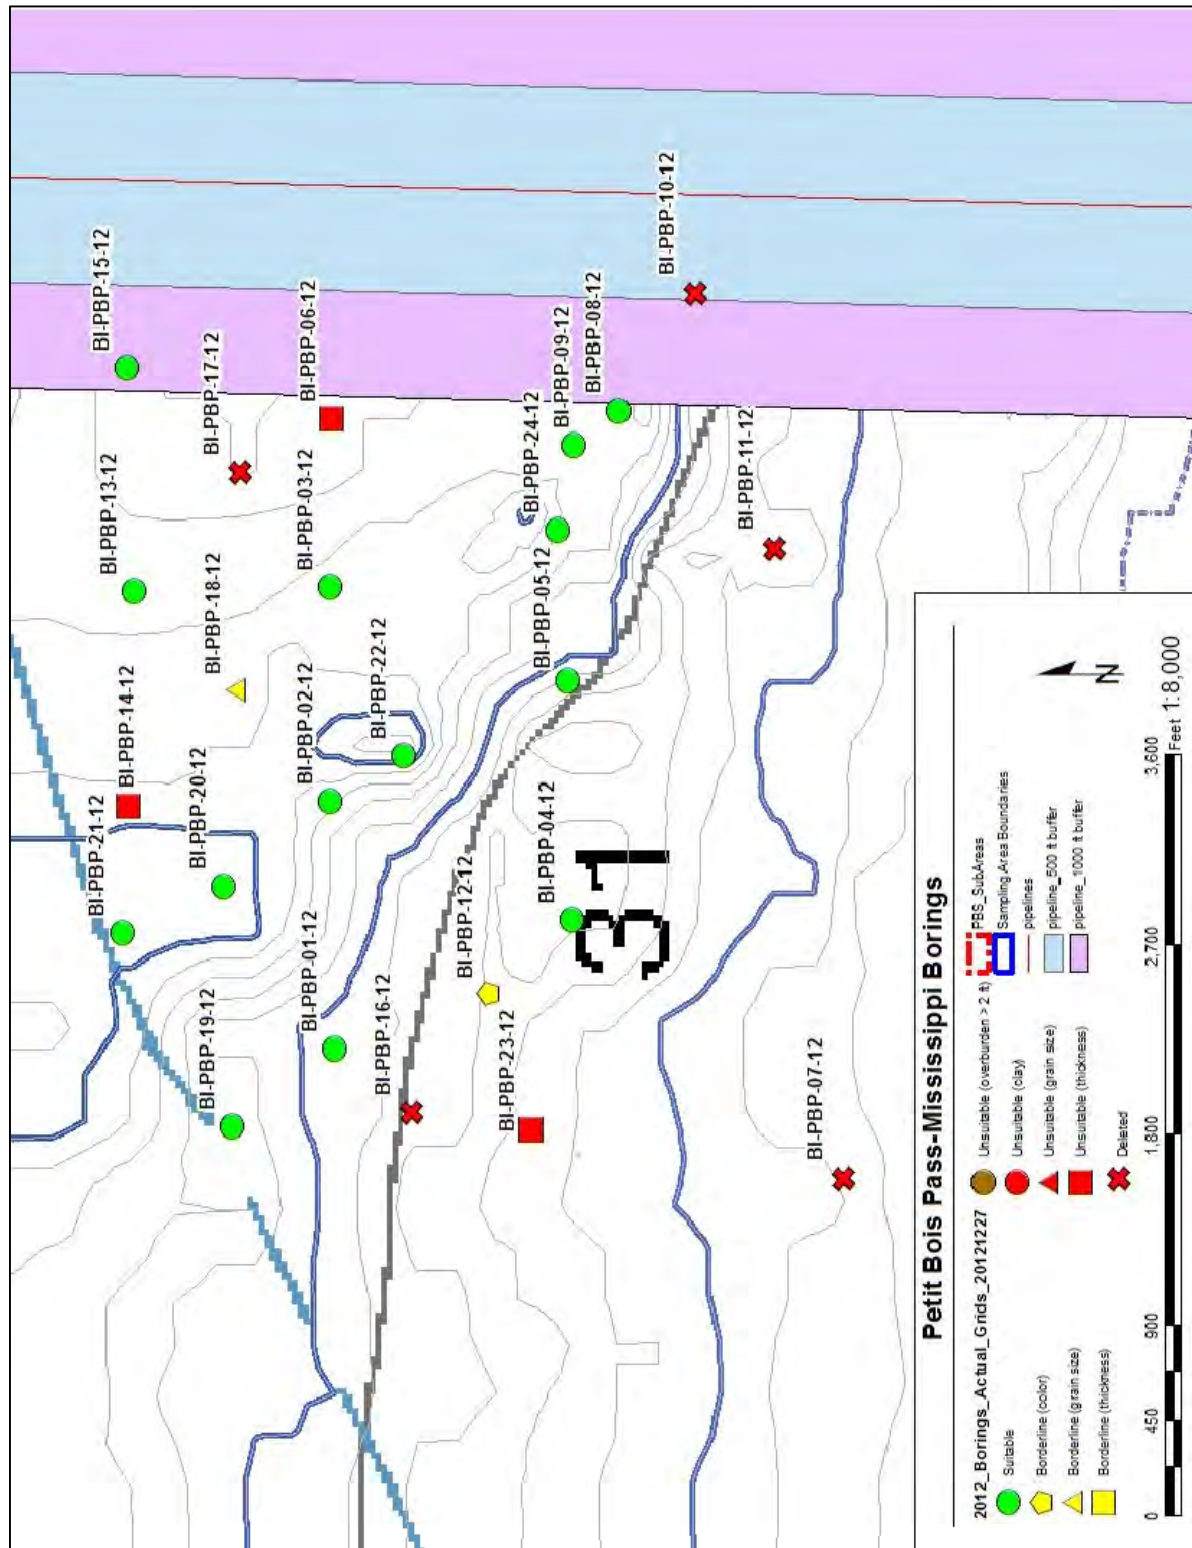 BI-PBP-15-12
BI-PBP-13-12
BI-PBP-17-12
BI-PBP-14-12
BI-PBP-21-12
BI-PBP-18-12
BI-PBP-20-12
BI-PBP-06-12
BI-PBP-03-12
BI-PBP-19-12
BI-PBP-02-12
BI-PBP-01-12
BI-PBP-22-12
BI-PBP-16-12
BI-PBP-24-12
BI-PBP-09-12
BI-PBP-08-12
BI-PBP-05-12
BI-PBP-12-12
BI-PBP-04-12
BI-PBP-23-12
31
BI-PBP-10-12
BI-PBP-11-12
BI-PBP-07-12
Petit Bois Pass-Mississippi Borings
2012_Borings_Actual_Grids_20121227
Suitable
Borderline (color)
Borderline (grain size)
Borderline (thickness)
Unsuitable (overburden > 2 ft)
Unsuitable (clay)
Unsuitable (grain size)
Unsuitable (thickness)
Deleted
PBS_SubAreas
Sampling Area Boundaries
pipelines
pipeline_500 ft buffer
pipeline_1000 ft buffer
N
0 450 900 1,800 2,700 3,600
Feet 1:8,000